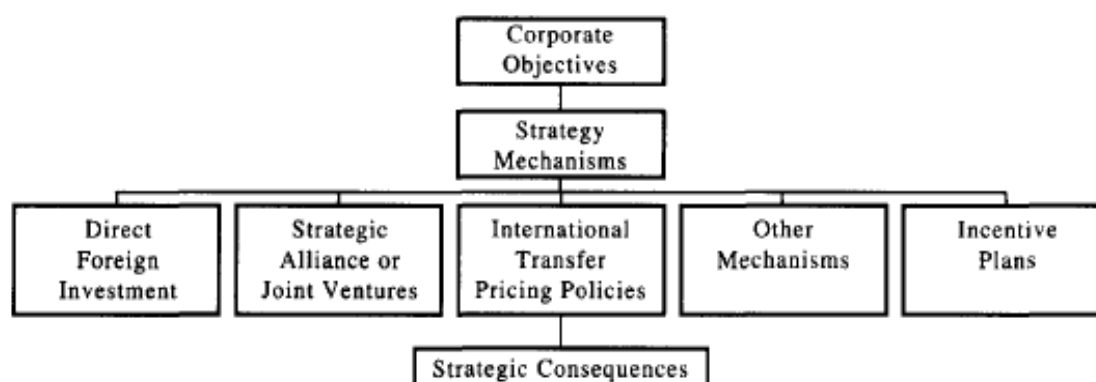 Corporate
Objectives
Strategy
Mechanisms
Direct
Foreign
Investment
Strategic
Alliance or
Joint Ventures
International
Transfer
Pricing Policies
Other
Mechanisms
Incentive
Plans
Strategic Consequences